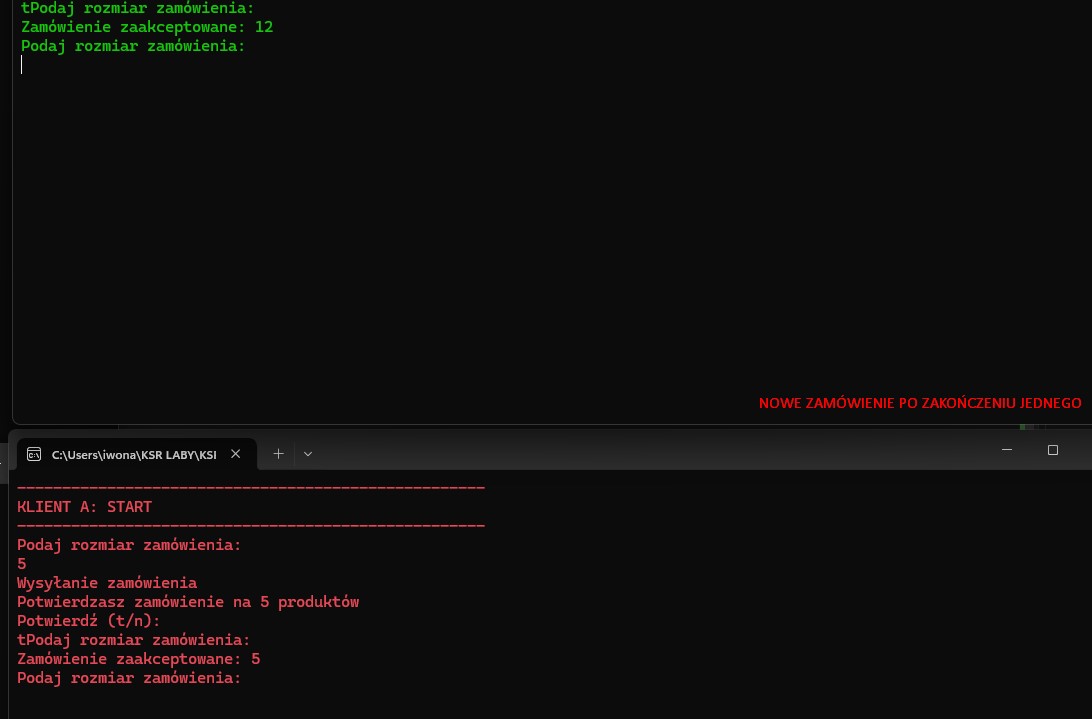 tPodaj rozmiar zamówienia:
Zamówienie zaakceptowane: 12
Podaj rozmiar zamówienia:
NOWE ZAMÓWIENIE PO ZAKOŃCZENIU JEDNEGO
C:\Users\iwona\KSR LABY\KSI
--------------------------------------------------
KLIENT A: START
--------------------------------------------------
Podaj rozmiar zamówienia:
5
Wysyłanie zamówienia
Potwierdzasz zamówienie na 5 produktów
Potwierdź (t/n):
tPodaj rozmiar zamówienia:
Zamówienie zaakceptowane: 5
Podaj rozmiar zamówienia: